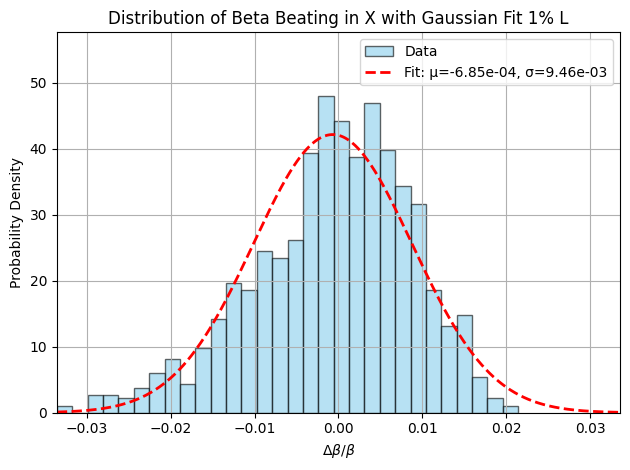 Distribution of Beta Beating in X with Gaussian Fit 1% L
Data
Fit: μ=-6.85e-04, σ=9.46e-03
Probability Density
50
40
30
20
10
0
−0.03 −0.02 −0.01 0.00 0.01 0.02 0.03
Δβ/β